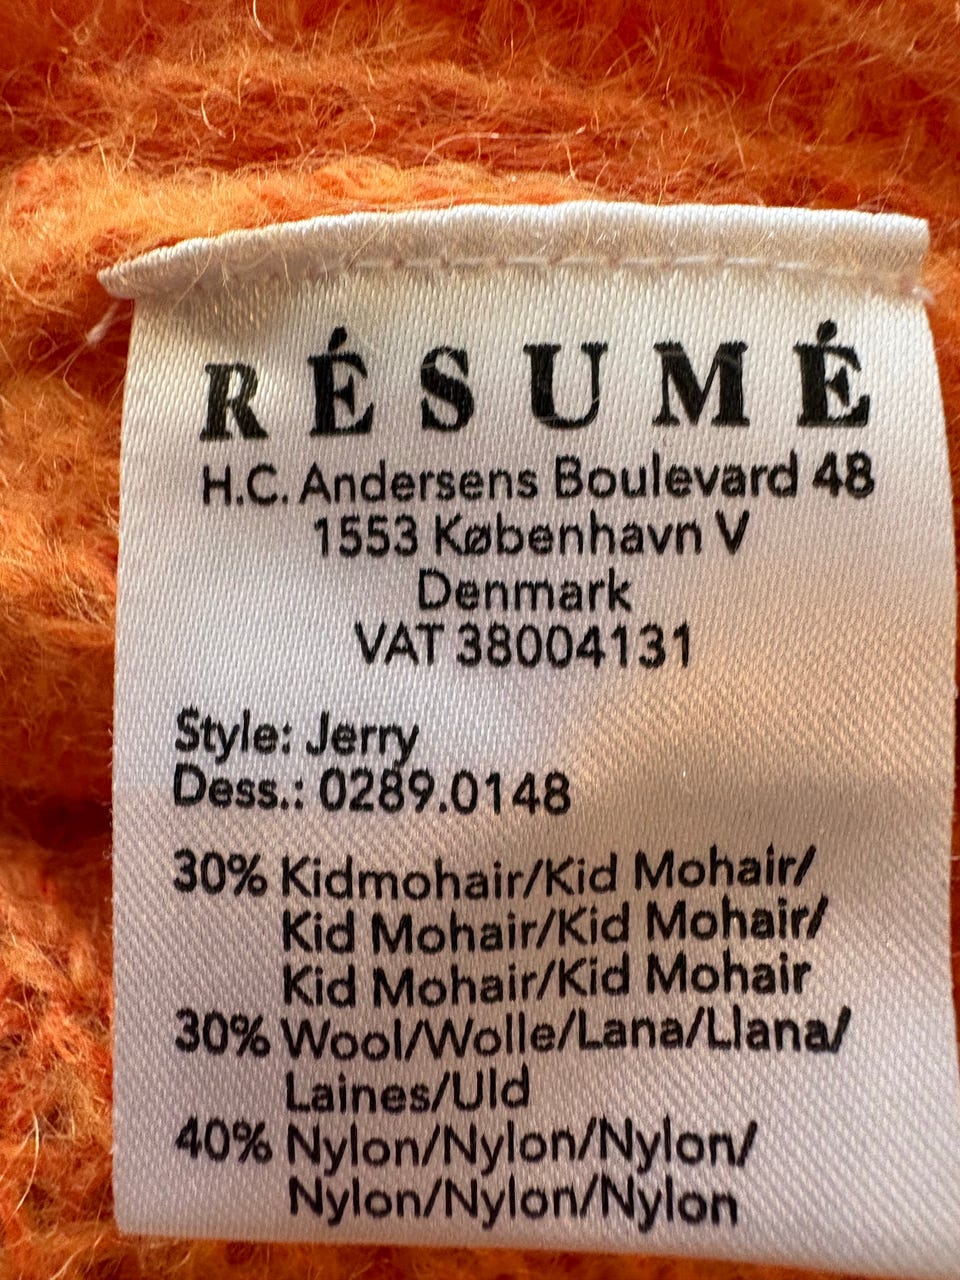 RÉSUMÉ
H.C. Andersens Boulevard 48
1553 København V
Denmark
VAT 38004131
Style: Jerry
Dess.: 0289.0148
30% Kidmohair/Kid Mohair/
Kid Mohair/Kid Mohair/
Kid Mohair/Kid Mohair
30% Wool/Wolle/Lana/Llana/
Laines/Uld
40% Nylon/Nylon/Nylon/
Nylon/Nylon/Nylon